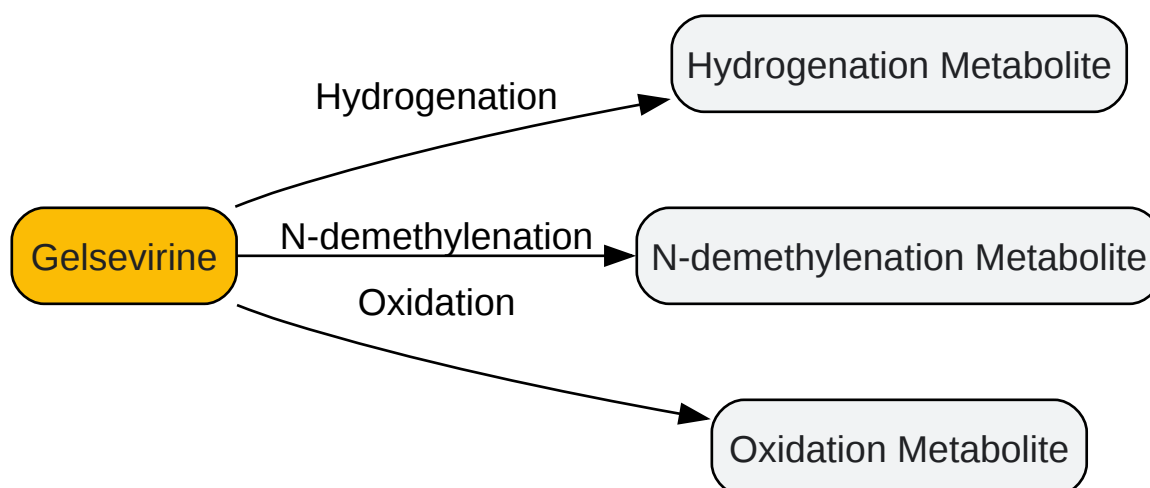 Hydrogenation Metabolite
Hydrogenation
Gelsevirine
N-demethylenation
N-demethylenation Metabolite
Oxidation
Oxidation Metabolite